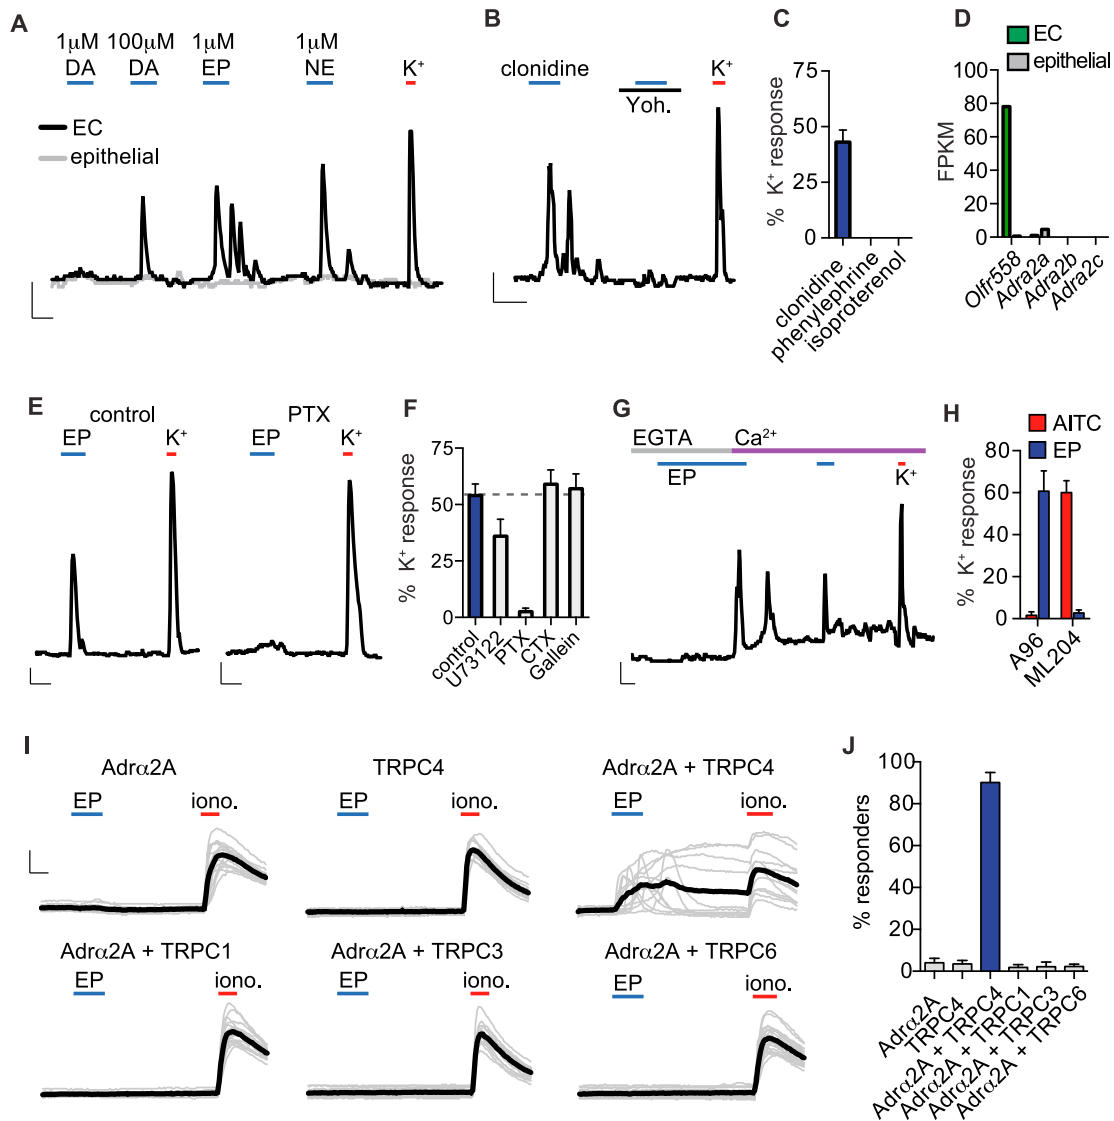 A
1μM 100μM 1μM 1μM
DA DA EP NE K⁺
EC
epithelial
B
clonidine K⁺
Yoh.
C
% K⁺ response
75
50
25
0
clonidine
phenylephrine
isoproterenol
D
EC
epithelial
FPKM
100
80
60
40
20
0
Olfr558
Adra2a
Adra2b
Adra2c
E
control PTX
EP K⁺ EP K⁺
F
% K⁺ response
75
50
25
0
control
U73122
PTX
CTX
Gallein
G
EGTA Ca²⁺
EP K⁺
H
AITC
EP
% K⁺ response
80
60
40
20
0
A96
ML204
I
Adrα2A TRPC4 Adrα2A + TRPC4
EP iono. EP iono. EP iono.
Adrα2A + TRPC1 Adrα2A + TRPC3 Adrα2A + TRPC6
EP iono. EP iono. EP iono.
J
% responders
100
80
60
40
20
0
Adrα2A
TRPC4
Adrα2A + TRPC4
Adrα2A + TRPC1
Adrα2A + TRPC3
Adrα2A + TRPC6